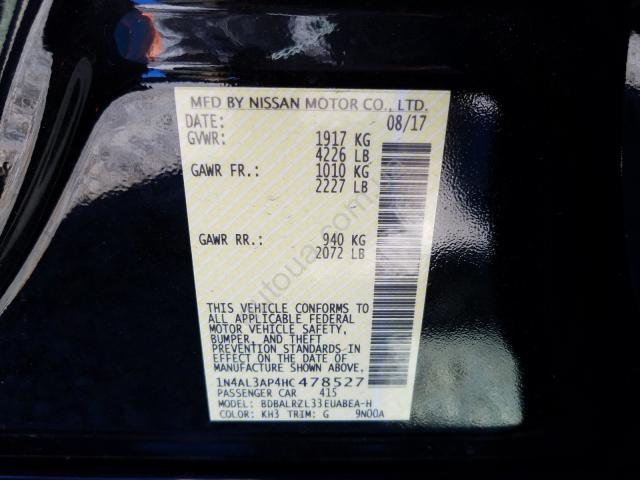 MFD BY NISSAN MOTOR CO., LTD.
DATE: 08/17
GVWR: 1917 KG
4226 LB
GAWR FR.: 1010 KG
2227 LB
GAWR RR.: 940 KG
2072 LB
THIS VEHICLE CONFORMS TO
ALL APPLICABLE FEDERAL
MOTOR VEHICLE SAFETY,
BUMPER, AND THEFT
PREVENTION STANDARDS IN
EFFECT ON THE DATE OF
MANUFACTURE SHOWN ABOVE.
1N4AL3AP4HC478527
PASSENGER CAR 415
MODEL: BDBALRZL33EUABEA-H
COLOR: KH3 TRIM: G 9N00A